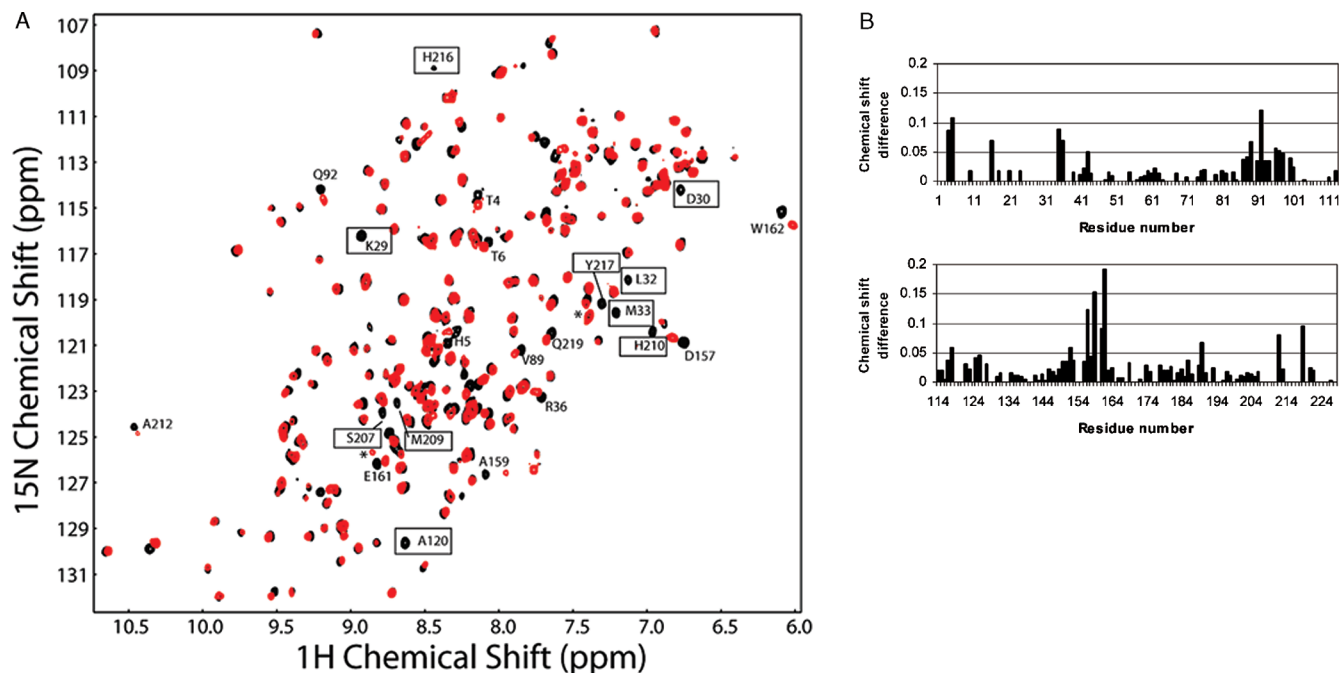 A
107
109
111
113
115
117
119
121
123
125
127
129
131
15N Chemical Shift (ppm)
10.5 10.0 9.5 9.0 8.5 8.0 7.5 7.0 6.5 6.0
1H Chemical Shift (ppm)
H216
Q92
T4
D30
W162
K29
T6
Y217
L32
M33
*
H210
D157
H5
V89
Q219
R36
A212
S207
M209
*
E161
A159
A120
B
Chemical shift
difference
0.2
0.15
0.1
0.05
0
1 11 21 31 41 51 61 71 81 91 101 111
Residue number
Chemical shift
difference
0.2
0.15
0.1
0.05
0
114 124 134 144 154 164 174 184 194 204 214 224
Residue number